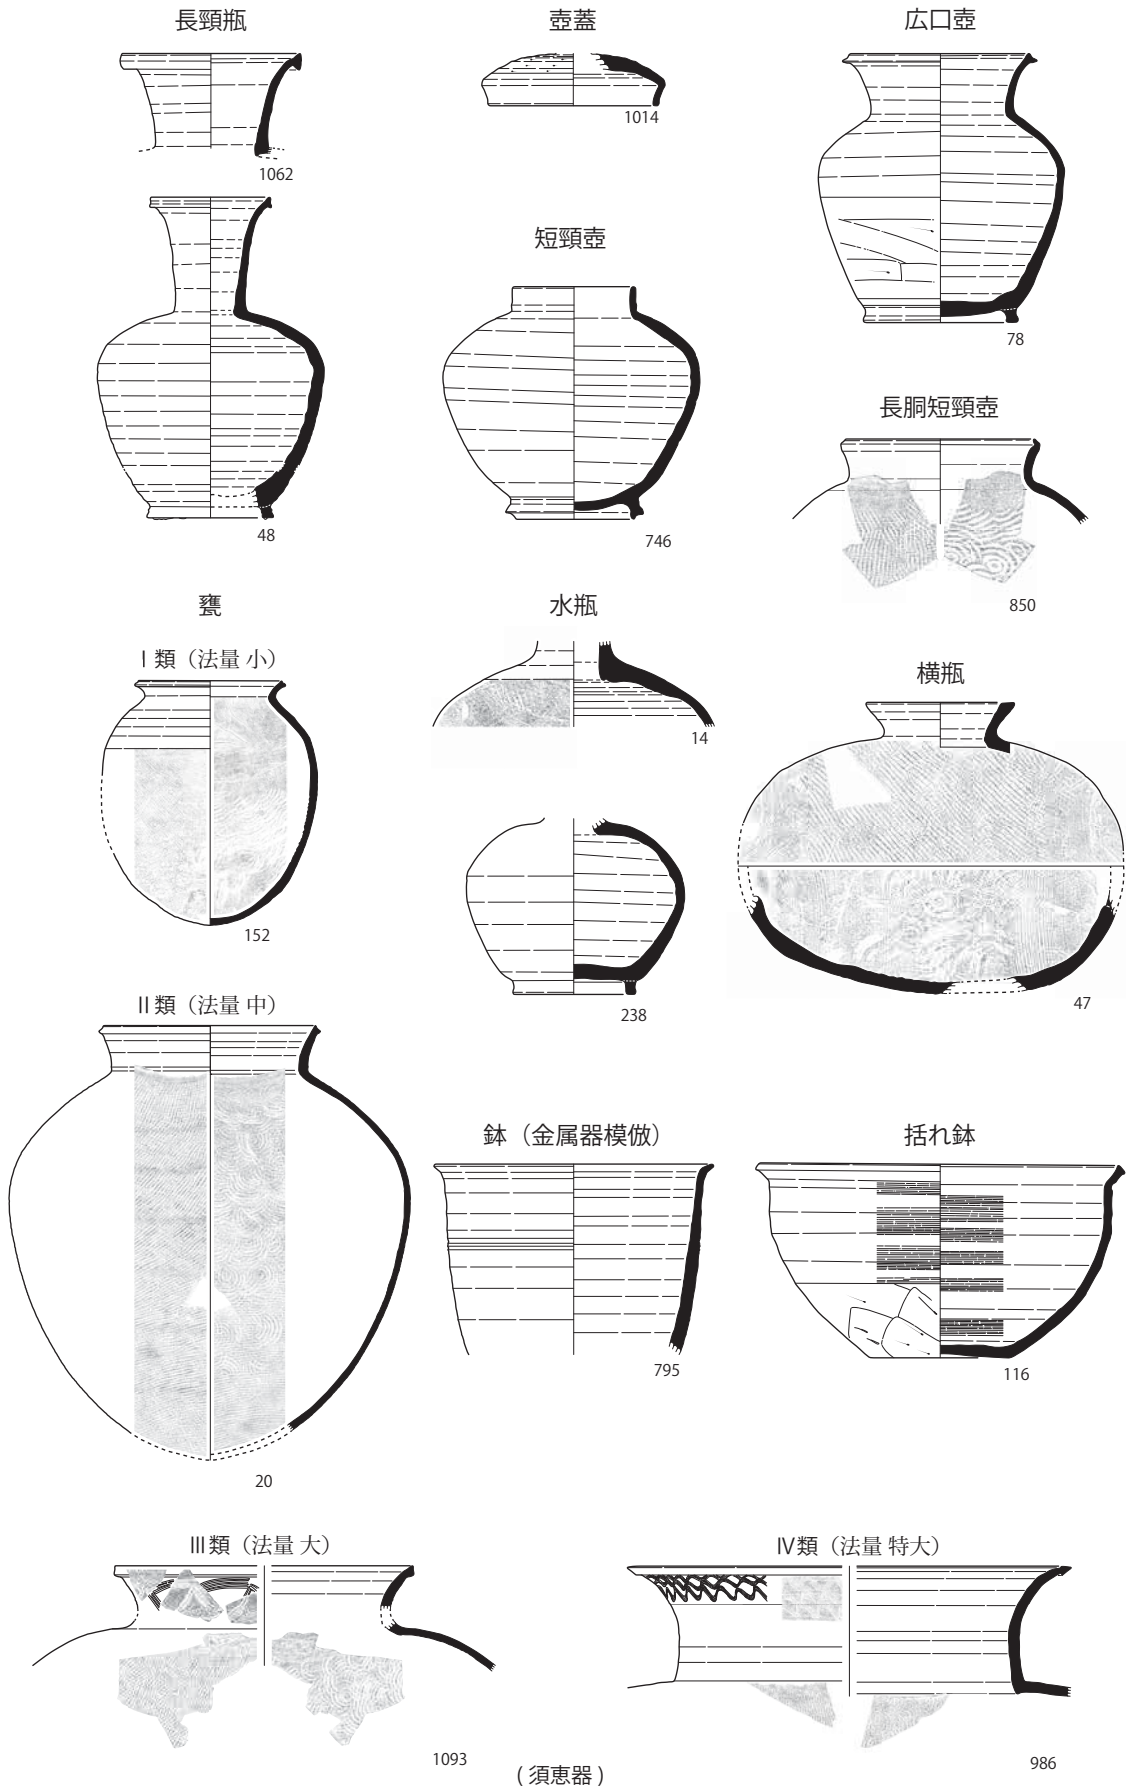 長頸瓶
壺蓋
広口壺
1062
1014
78
短頸壺
48
746
長胴短頸壺
850
甕
Ⅰ類（法量 小）
152
水瓶
14
238
横瓶
47
Ⅱ類（法量 中）
20
鉢（金属器模倣）
795
括れ鉢
116
Ⅲ類（法量 大）
1093
Ⅳ類（法量 特大）
986
( 須恵器 )